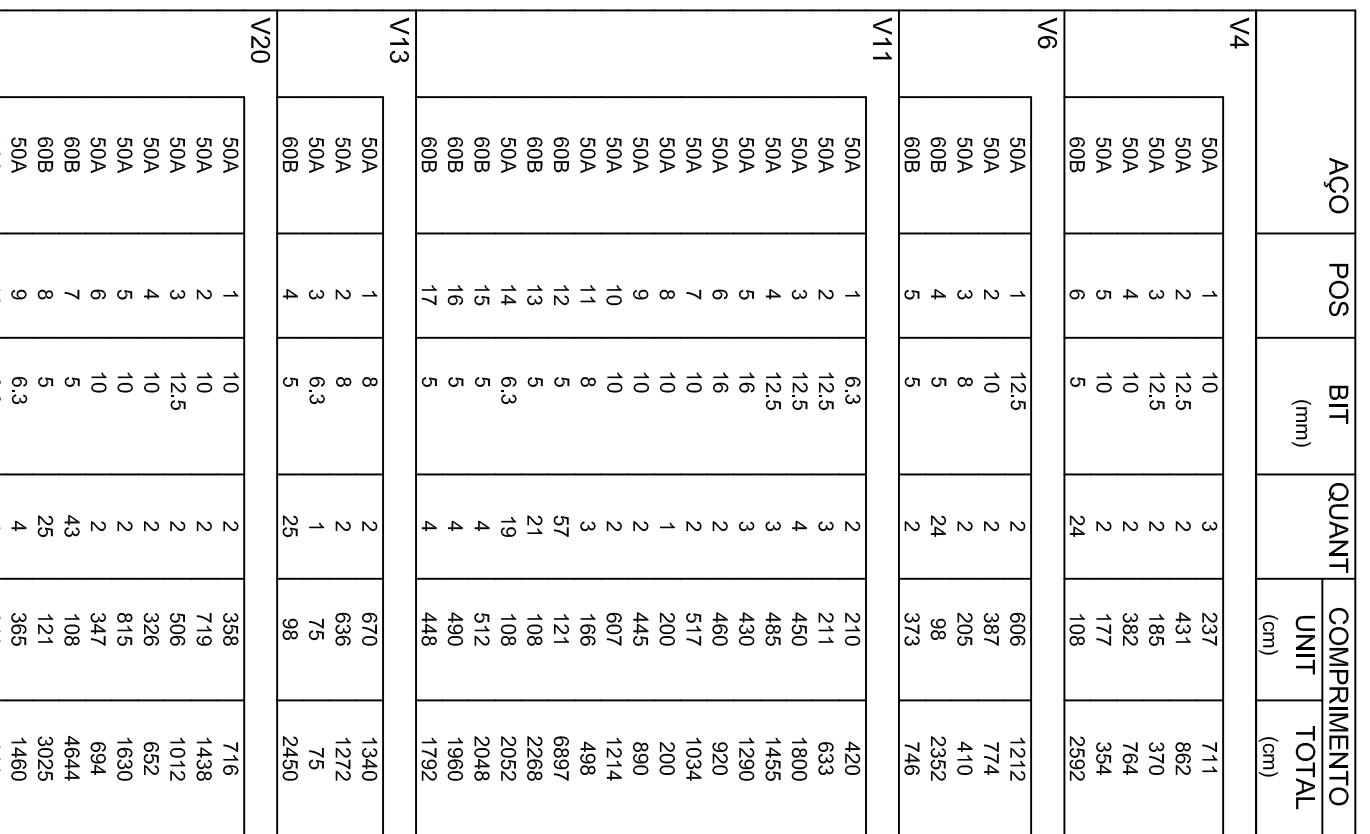 AÇO POS BIT QUANT COMPRIMENTO
(mm) UNIT TOTAL
(cm) (cm)
V4
50A 1 10 3 237 711
50A 2 12.5 2 431 862
50A 3 12.5 2 185 370
50A 4 10 2 382 764
50A 5 10 2 177 354
60B 6 5 24 108 2592
V6
50A 1 12.5 2 606 1212
50A 2 10 2 387 774
50A 3 8 2 205 410
60B 4 5 24 98 2352
60B 5 5 2 373 746
V11
50A 1 6.3 2 210 420
50A 2 12.5 3 211 633
50A 3 12.5 4 450 1800
50A 4 12.5 3 485 1455
50A 5 16 3 430 1290
50A 6 16 2 460 920
50A 7 10 2 517 1034
50A 8 10 1 200 200
50A 9 10 2 445 890
50A 10 10 2 607 1214
50A 11 8 3 166 498
60B 12 5 57 121 6897
60B 13 5 21 108 2268
50A 14 6.3 19 108 2052
60B 15 5 4 512 2048
60B 16 5 4 490 1960
60B 17 5 4 448 1792
V13
50A 1 8 2 670 1340
50A 2 8 2 636 1272
50A 3 6.3 1 75 75
60B 4 5 25 98 2450
V20
50A 1 10 2 358 716
50A 2 10 2 719 1438
50A 3 12.5 2 506 1012
50A 4 10 2 326 652
50A 5 10 2 815 1630
50A 6 10 2 347 694
60B 7 5 43 108 4644
60B 8 5 25 121 3025
50A 9 6.3 4 365 1460